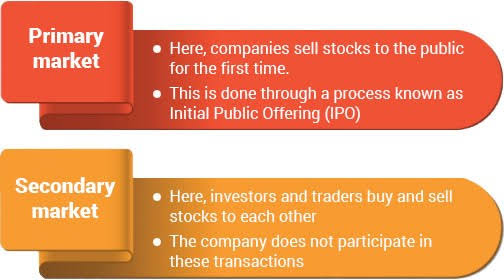 Primary
market
• Here, companies sell stocks to the public
for the first time.
• This is done through a process known as
Initial Public Offering (IPO)
Secondary
market
• Here, investors and traders buy and sell
stocks to each other
• The company does not participate in
these transactions